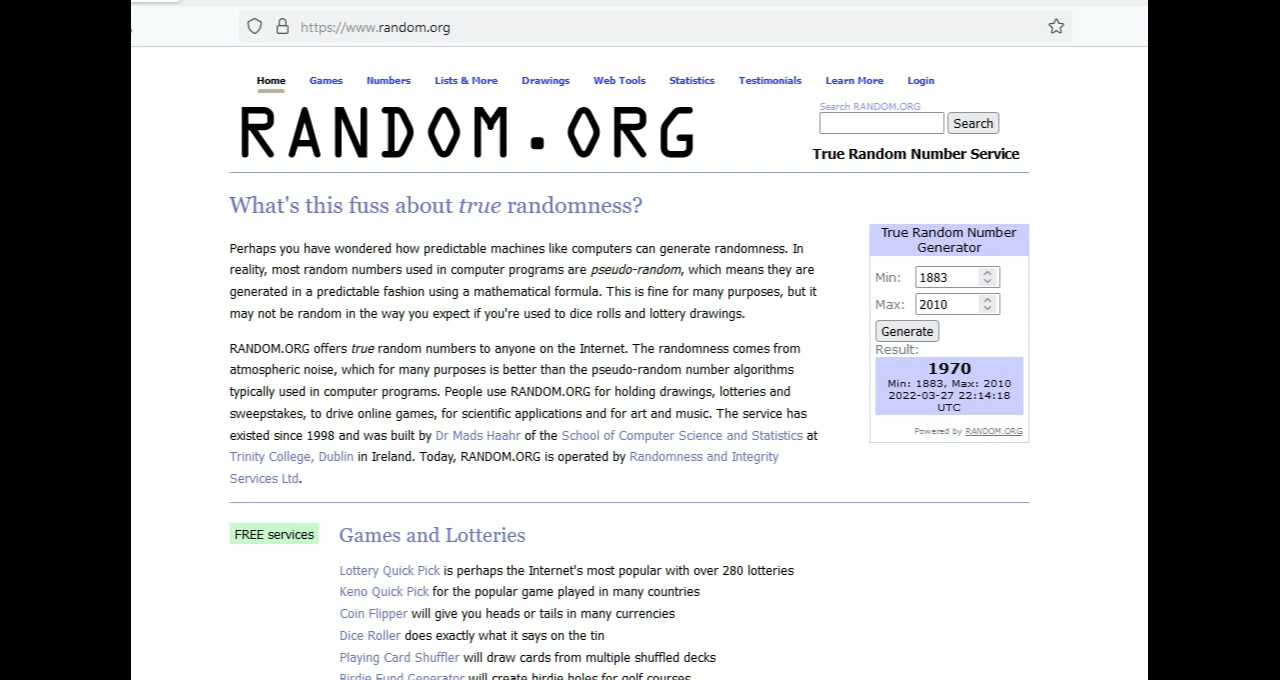 https://www.random.org
Home Games Numbers Lists & More Drawings Web Tools Statistics Testimonials Learn More Login
RANDOM.ORG
Search RANDOM.ORG
Search
True Random Number Service
What's this fuss about true randomness?
Perhaps you have wondered how predictable machines like computers can generate randomness. In
reality, most random numbers used in computer programs are pseudo-random, which means they are
generated in a predictable fashion using a mathematical formula. This is fine for many purposes, but it
may not be random in the way you expect if you're used to dice rolls and lottery drawings.
RANDOM.ORG offers true random numbers to anyone on the Internet. The randomness comes from
atmospheric noise, which for many purposes is better than the pseudo-random number algorithms
typically used in computer programs. People use RANDOM.ORG for holding drawings, lotteries and
sweepstakes, to drive online games, for scientific applications and for art and music. The service has
existed since 1998 and was built by Dr Mads Haahr of the School of Computer Science and Statistics at
Trinity College, Dublin in Ireland. Today, RANDOM.ORG is operated by Randomness and Integrity
Services Ltd.
True Random Number
Generator
Min: 1883
Max: 2010
Generate
Result:
1970
Min: 1883, Max: 2010
2022-03-27 22:14:18
UTC
Powered by RANDOM.ORG
FREE services
Games and Lotteries
Lottery Quick Pick is perhaps the Internet's most popular with over 280 lotteries
Keno Quick Pick for the popular game played in many countries
Coin Flipper will give you heads or tails in many currencies
Dice Roller does exactly what it says on the tin
Playing Card Shuffler will draw cards from multiple shuffled decks
Birdie Fund Generator will create birdie holes for golf courses